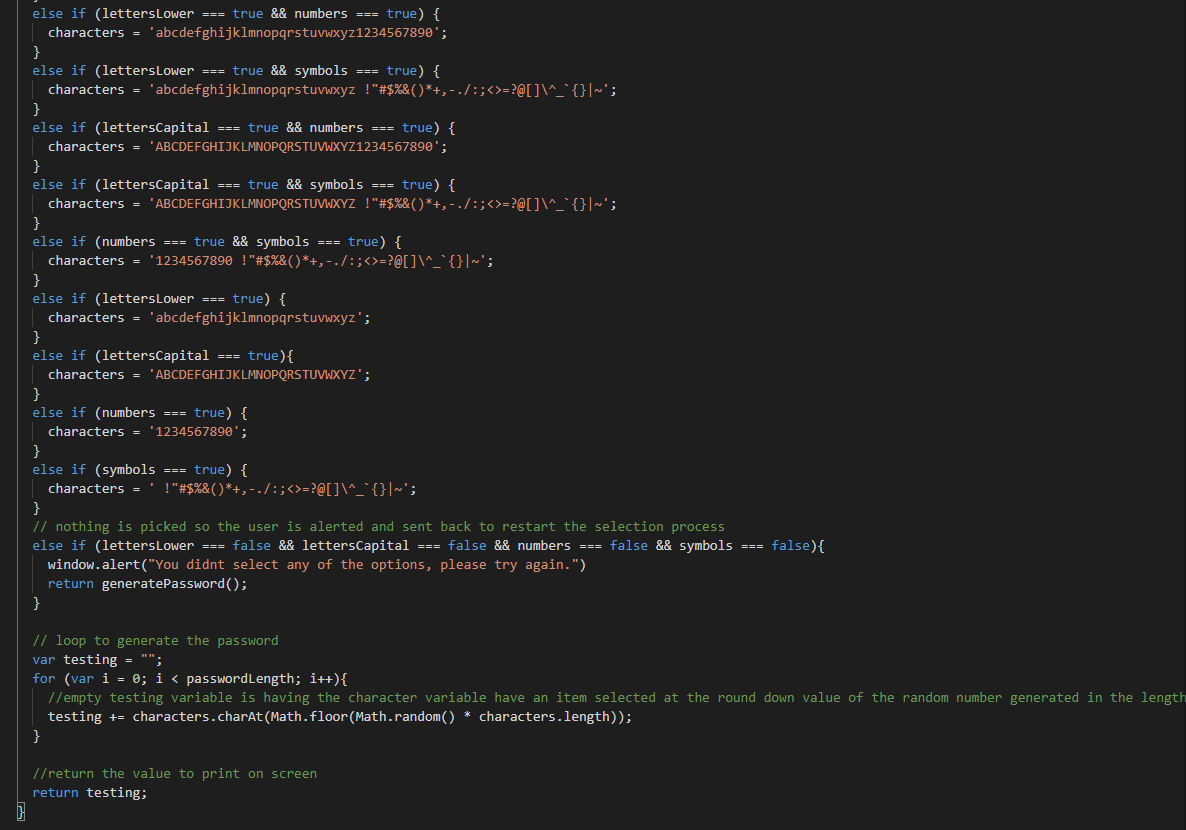 else if (lettersLower === true && numbers === true) {
characters = 'abcdefghijklmnopqrstuvwxyz1234567890';
}
else if (lettersLower === true && symbols === true) {
characters = 'abcdefghijklmnopqrstuvwxyz !"#$%&()*+,-./:;<>=?@[]\^_`{}|~';
}
else if (lettersCapital === true && numbers === true) {
characters = 'ABCDEFGHIJKLMNOPQRSTUVWXYZ1234567890';
}
else if (lettersCapital === true && symbols === true) {
characters = 'ABCDEFGHIJKLMNOPQRSTUVWXYZ !"#$%&()*+,-./:;<>=?@[]\^_`{}|~';
}
else if (numbers === true && symbols === true) {
characters = '1234567890 !"#$%&()*+,-./:;<>=?@[]\^_`{}|~';
}
else if (lettersLower === true) {
characters = 'abcdefghijklmnopqrstuvwxyz';
}
else if (lettersCapital === true){
characters = 'ABCDEFGHIJKLMNOPQRSTUVWXYZ';
}
else if (numbers === true) {
characters = '1234567890';
}
else if (symbols === true) {
characters = ' !"#$%&()*+,-./:;<>=?@[]\^_`{}|~';
}
// nothing is picked so the user is alerted and sent back to restart the selection process
else if (lettersLower === false && lettersCapital === false && numbers === false && symbols === false){
window.alert("You didnt select any of the options, please try again.")
return generatePassword();
}
// loop to generate the password
var testing = "";
for (var i = 0; i < passwordLength; i++){
//empty testing variable is having the character variable have an item selected at the round down value of the random number generated in the length
testing += characters.charAt(Math.floor(Math.random() * characters.length));
}
//return the value to print on screen
return testing;
}